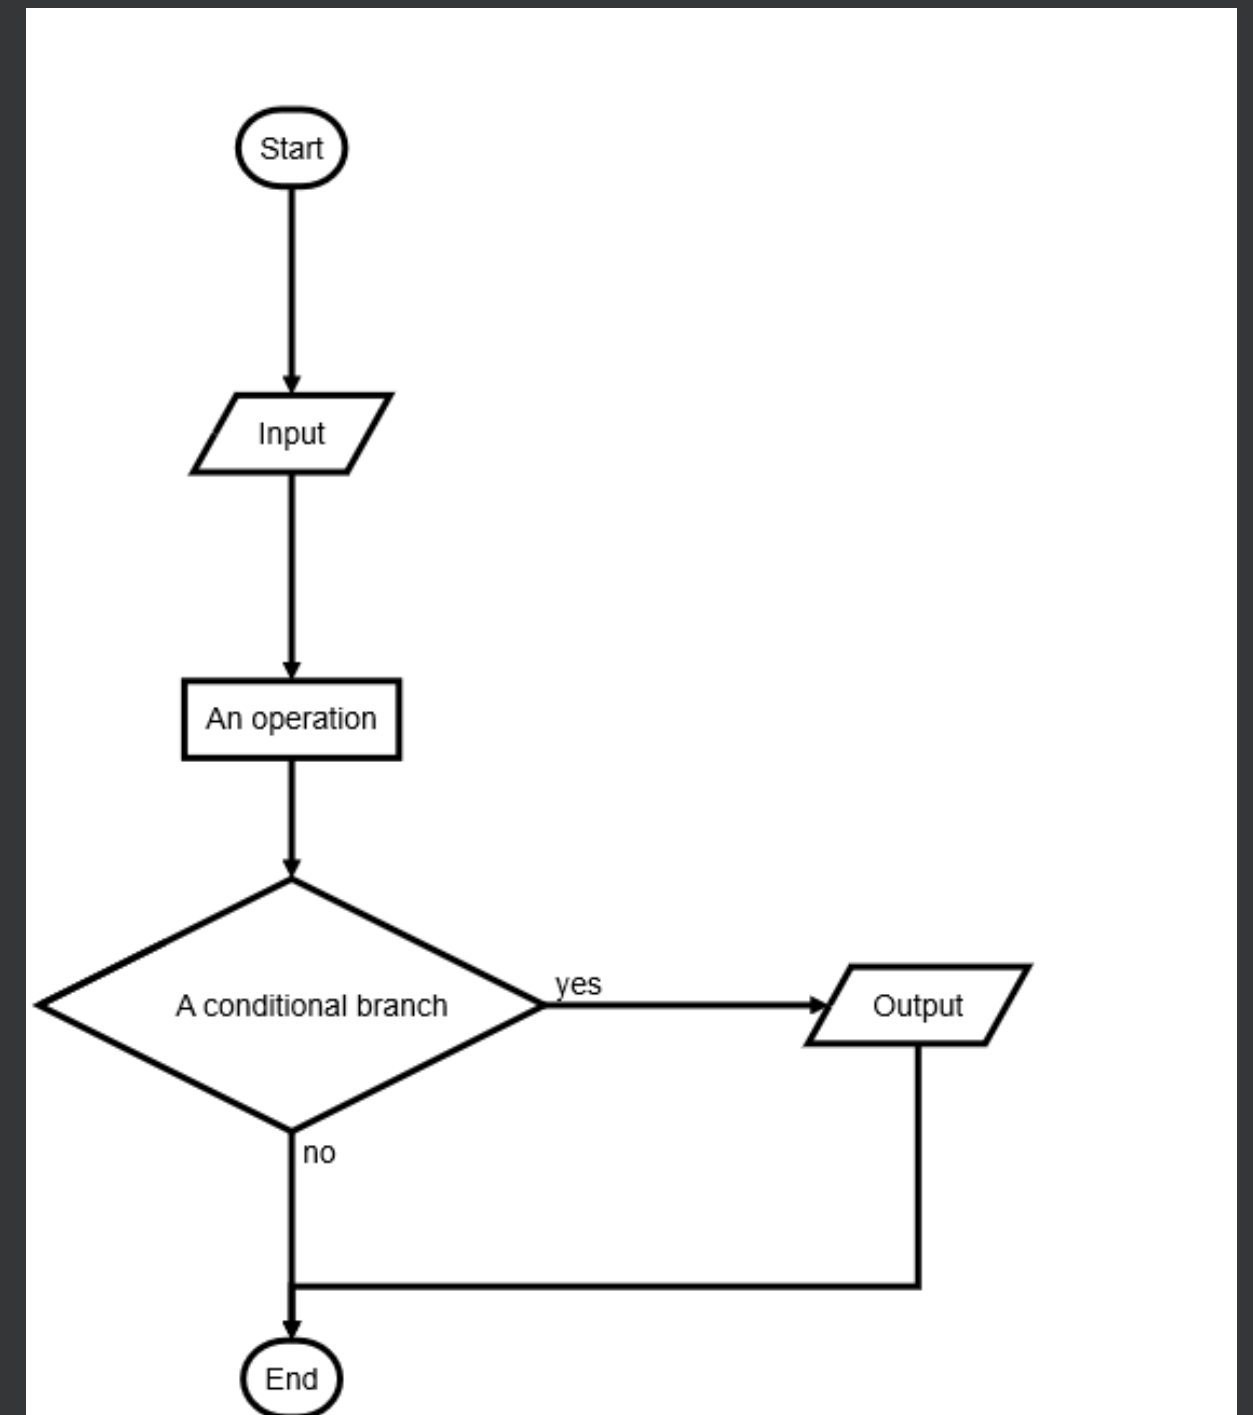 Start
Input
An operation
A conditional branch
yes
Output
no
End